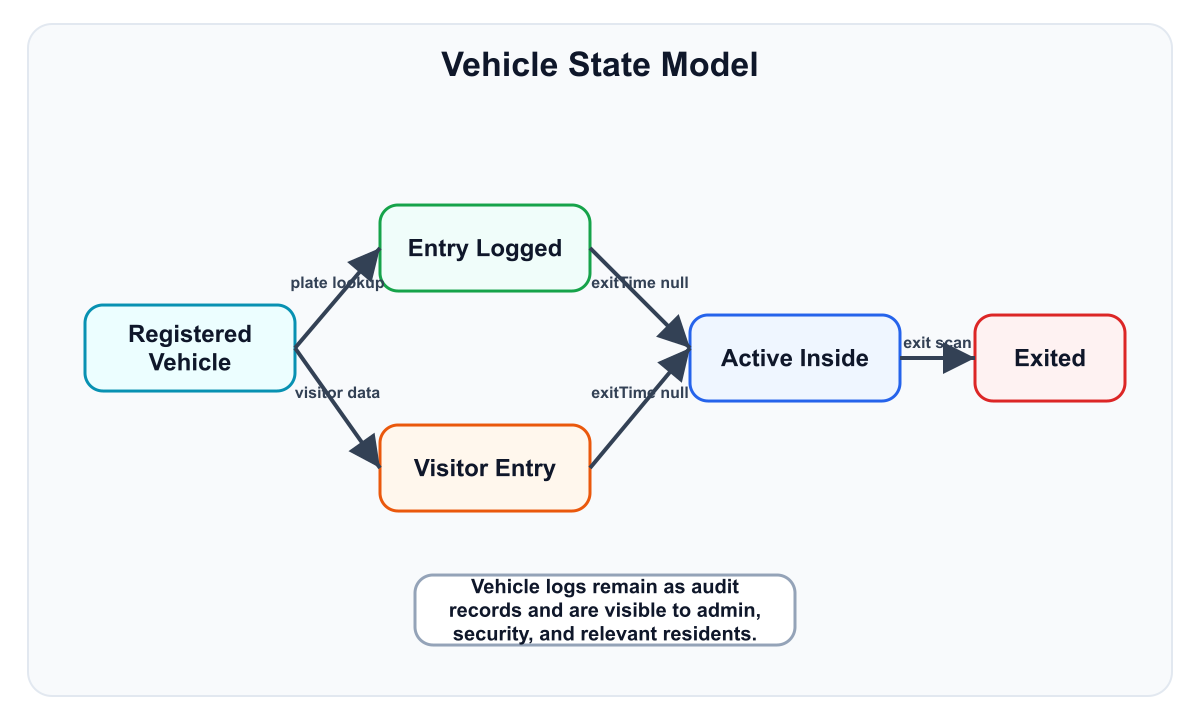 Vehicle State Model
Entry Logged
plate lookup
exitTime null
Registered
Vehicle
Active Inside
exit scan
Exited
visitor data
exitTime null
Visitor Entry
Vehicle logs remain as audit
records and are visible to admin,
security, and relevant residents.